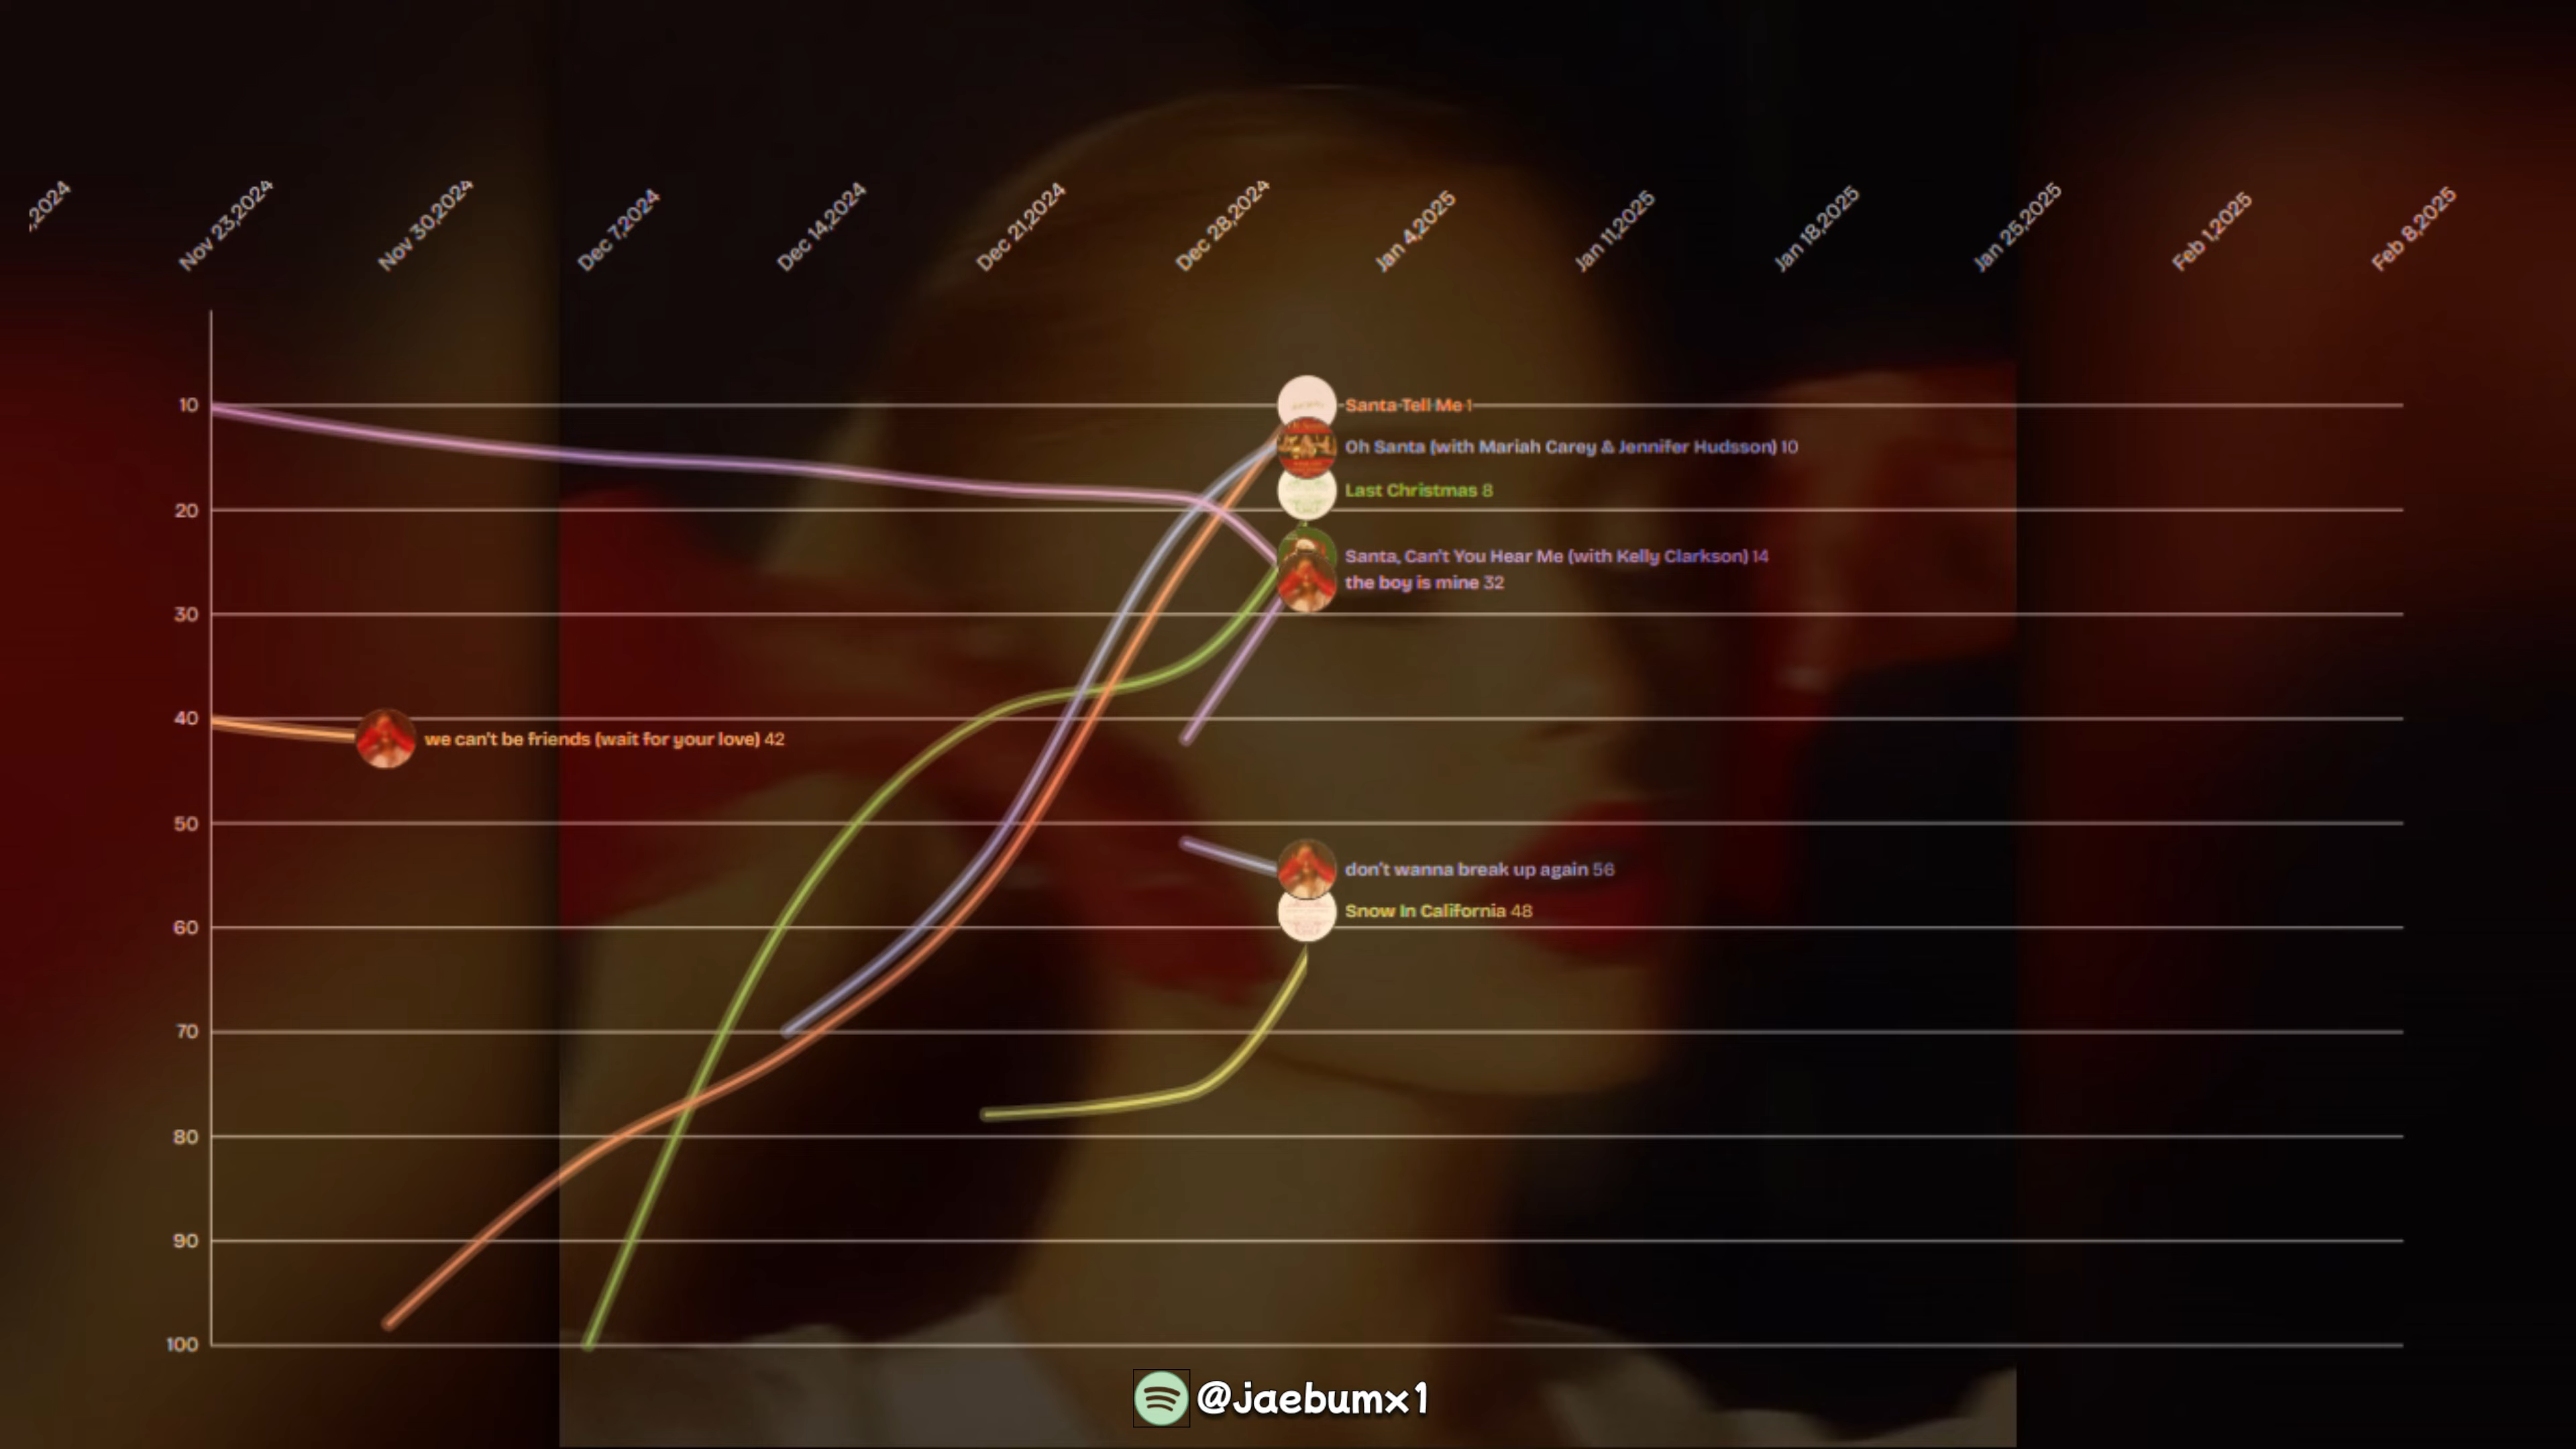 ,2024
Nov 23,2024
Nov 30,2024
Dec 7,2024
Dec 14,2024
Dec 21,2024
Dec 28,2024
Jan 4,2025
Jan 11,2025
Jan 18,2025
Jan 25,2025
Feb 1,2025
Feb 8,2025
10
Santa Tell Me 1
Oh Santa (with Mariah Carey & Jennifer Hudsson) 10
Last Christmas 8
20
Santa, Can't You Hear Me (with Kelly Clarkson) 14
the boy is mine 32
30
40
we can't be friends (wait for your love) 42
50
don't wanna break up again 56
Snow In California 48
60
70
80
90
100
@jaebumx1